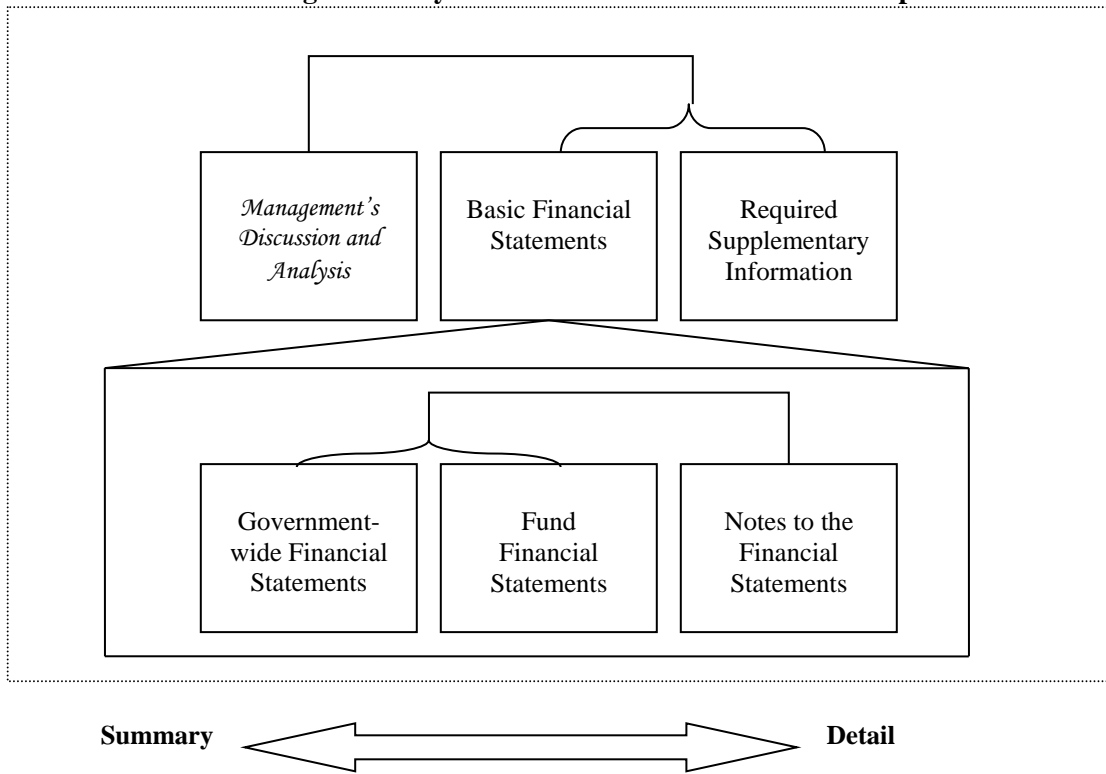 Management's
Discussion and
Analysis
Basic Financial
Statements
Required
Supplementary
Information
Government-
wide Financial
Statements
Fund
Financial
Statements
Notes to the
Financial
Statements
Summary
Detail